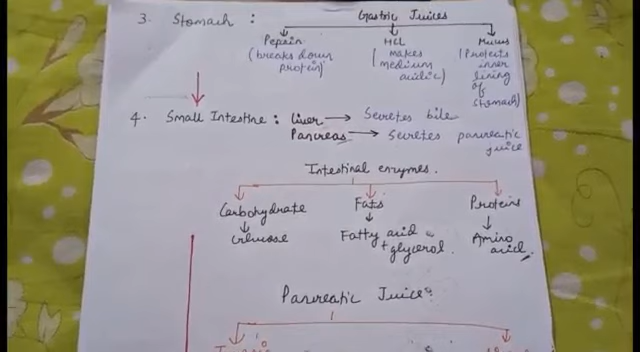 3. Stomach : Gastric Juices
Pepsin HCL Mucus
(breaks down (makes (Protects
protein) medium inner
acidic) lining
of
stomach)
4. Small Intestine : Liver → Secretes bile
Pancreas → Secretes pancreatic
juice
Intestinal enzymes.
Carbohydrate Fats Proteins
Glucose Fatty acid Amino
+ glycerol. acid
Pancreatic Juice